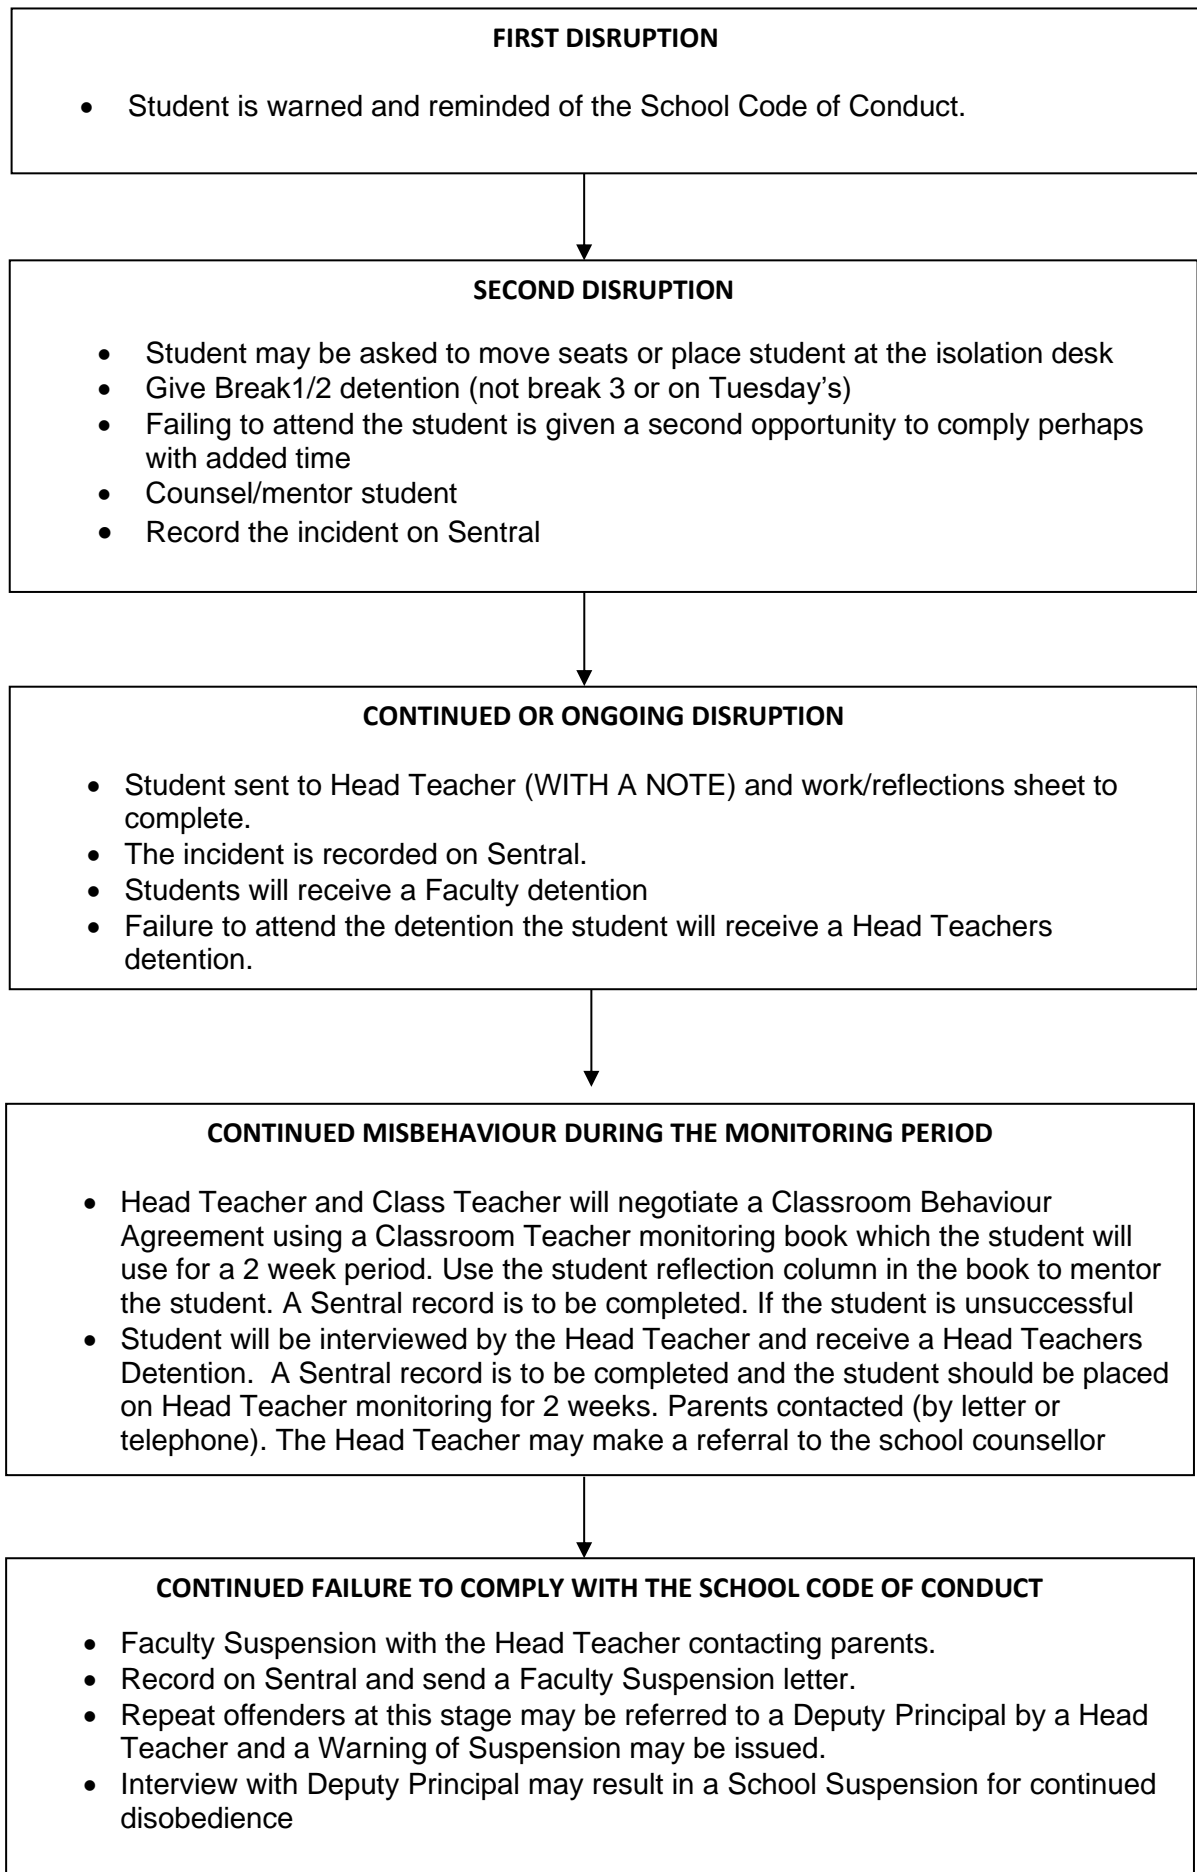 FIRST DISRUPTION
• Student is warned and reminded of the School Code of Conduct.
SECOND DISRUPTION
• Student may be asked to move seats or place student at the isolation desk
• Give Break1/2 detention (not break 3 or on Tuesday's)
• Failing to attend the student is given a second opportunity to comply perhaps
with added time
• Counsel/mentor student
• Record the incident on Sentral
CONTINUED OR ONGOING DISRUPTION
• Student sent to Head Teacher (WITH A NOTE) and work/reflections sheet to
complete.
• The incident is recorded on Sentral.
• Students will receive a Faculty detention
• Failure to attend the detention the student will receive a Head Teachers
detention.
CONTINUED MISBEHAVIOUR DURING THE MONITORING PERIOD
• Head Teacher and Class Teacher will negotiate a Classroom Behaviour
Agreement using a Classroom Teacher monitoring book which the student will
use for a 2 week period. Use the student reflection column in the book to mentor
the student. A Sentral record is to be completed. If the student is unsuccessful
• Student will be interviewed by the Head Teacher and receive a Head Teachers
Detention.  A Sentral record is to be completed and the student should be placed
on Head Teacher monitoring for 2 weeks. Parents contacted (by letter or
telephone). The Head Teacher may make a referral to the school counsellor
CONTINUED FAILURE TO COMPLY WITH THE SCHOOL CODE OF CONDUCT
• Faculty Suspension with the Head Teacher contacting parents.
• Record on Sentral and send a Faculty Suspension letter.
• Repeat offenders at this stage may be referred to a Deputy Principal by a Head
Teacher and a Warning of Suspension may be issued.
• Interview with Deputy Principal may result in a School Suspension for continued
disobedience